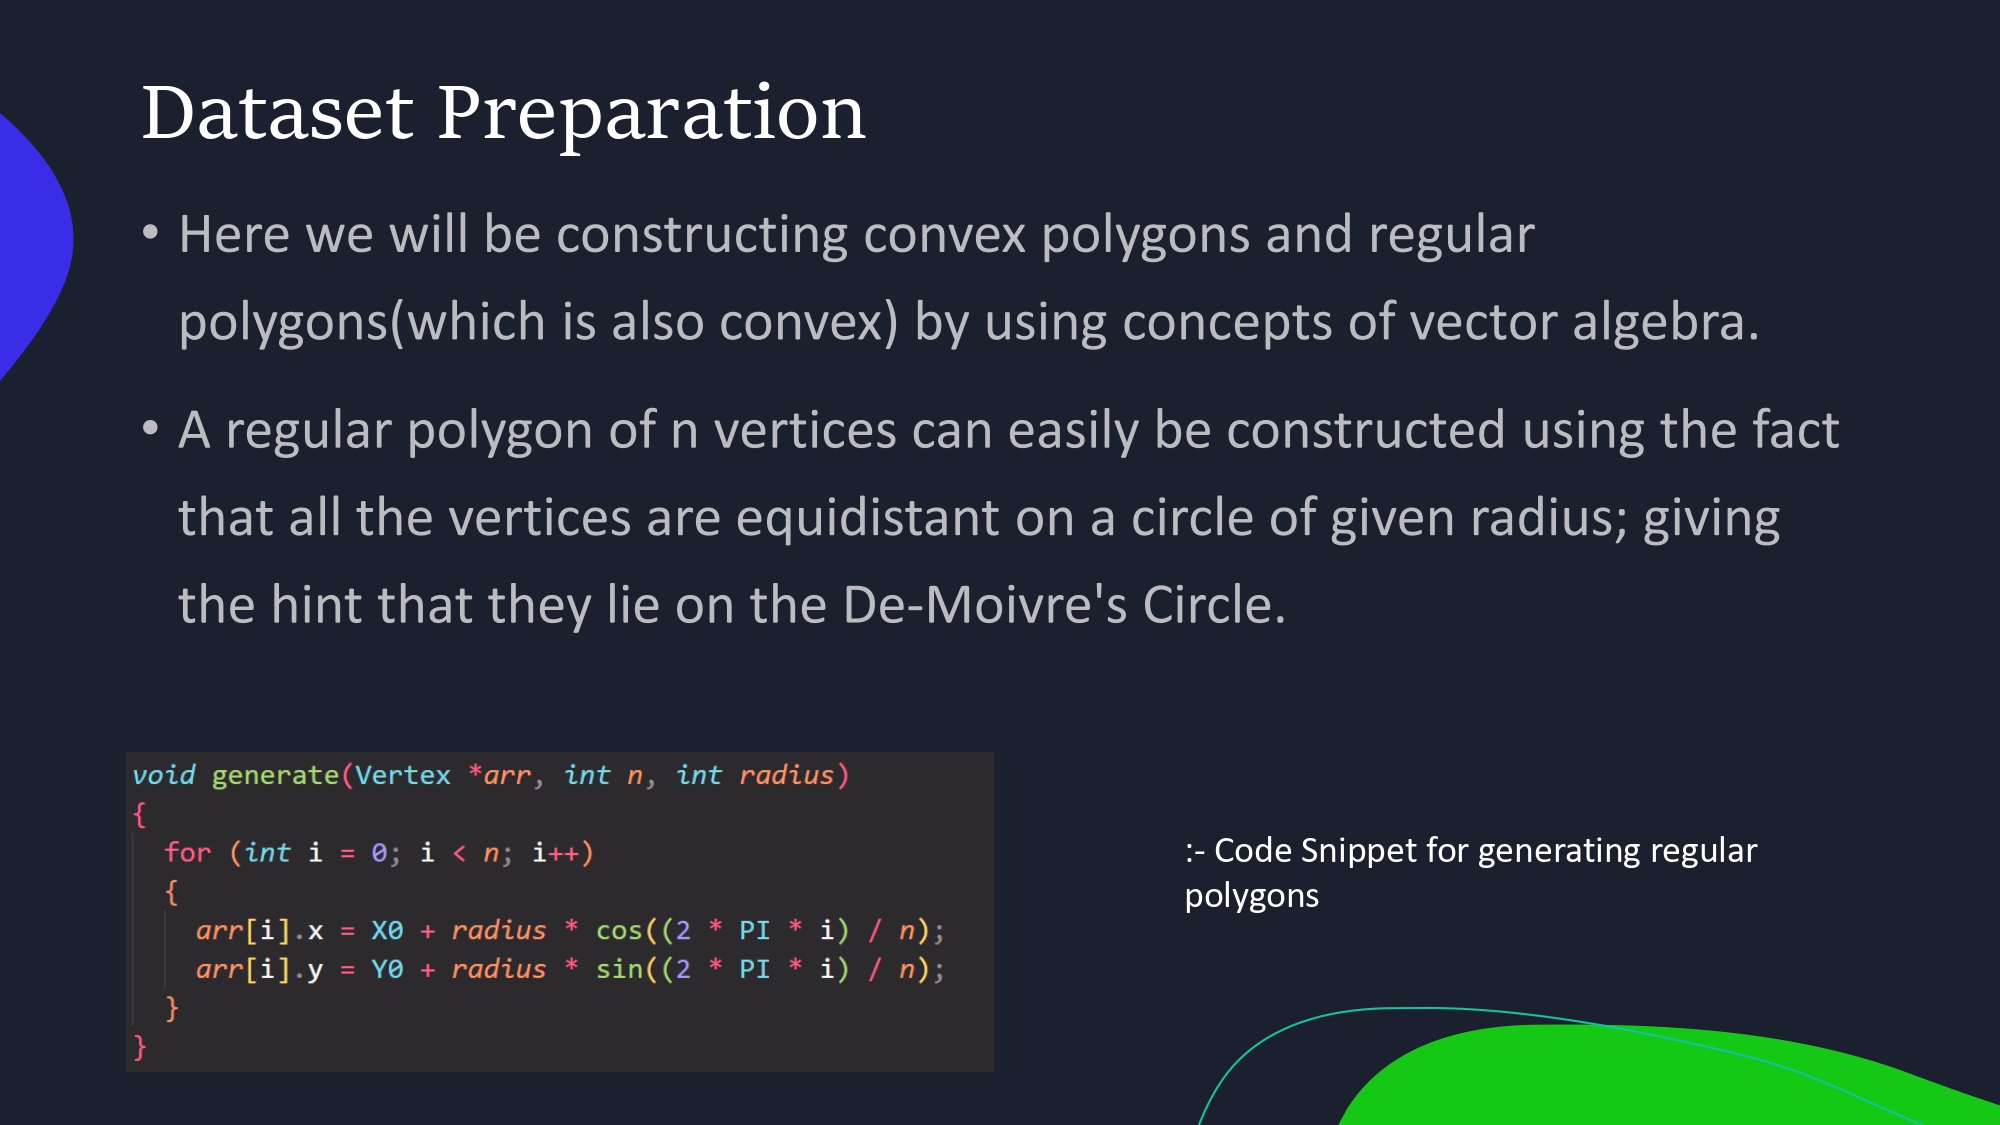 Dataset Preparation
• Here we will be constructing convex polygons and regular
polygons(which is also convex) by using concepts of vector algebra.
• A regular polygon of n vertices can easily be constructed using the fact
that all the vertices are equidistant on a circle of given radius; giving
the hint that they lie on the De-Moivre's Circle.
void generate(Vertex *arr, int n, int radius)
{
  for (int i = 0; i < n; i++)
  {
    arr[i].x = X0 + radius * cos((2 * PI * i) / n);
    arr[i].y = Y0 + radius * sin((2 * PI * i) / n);
  }
}
:- Code Snippet for generating regular
polygons